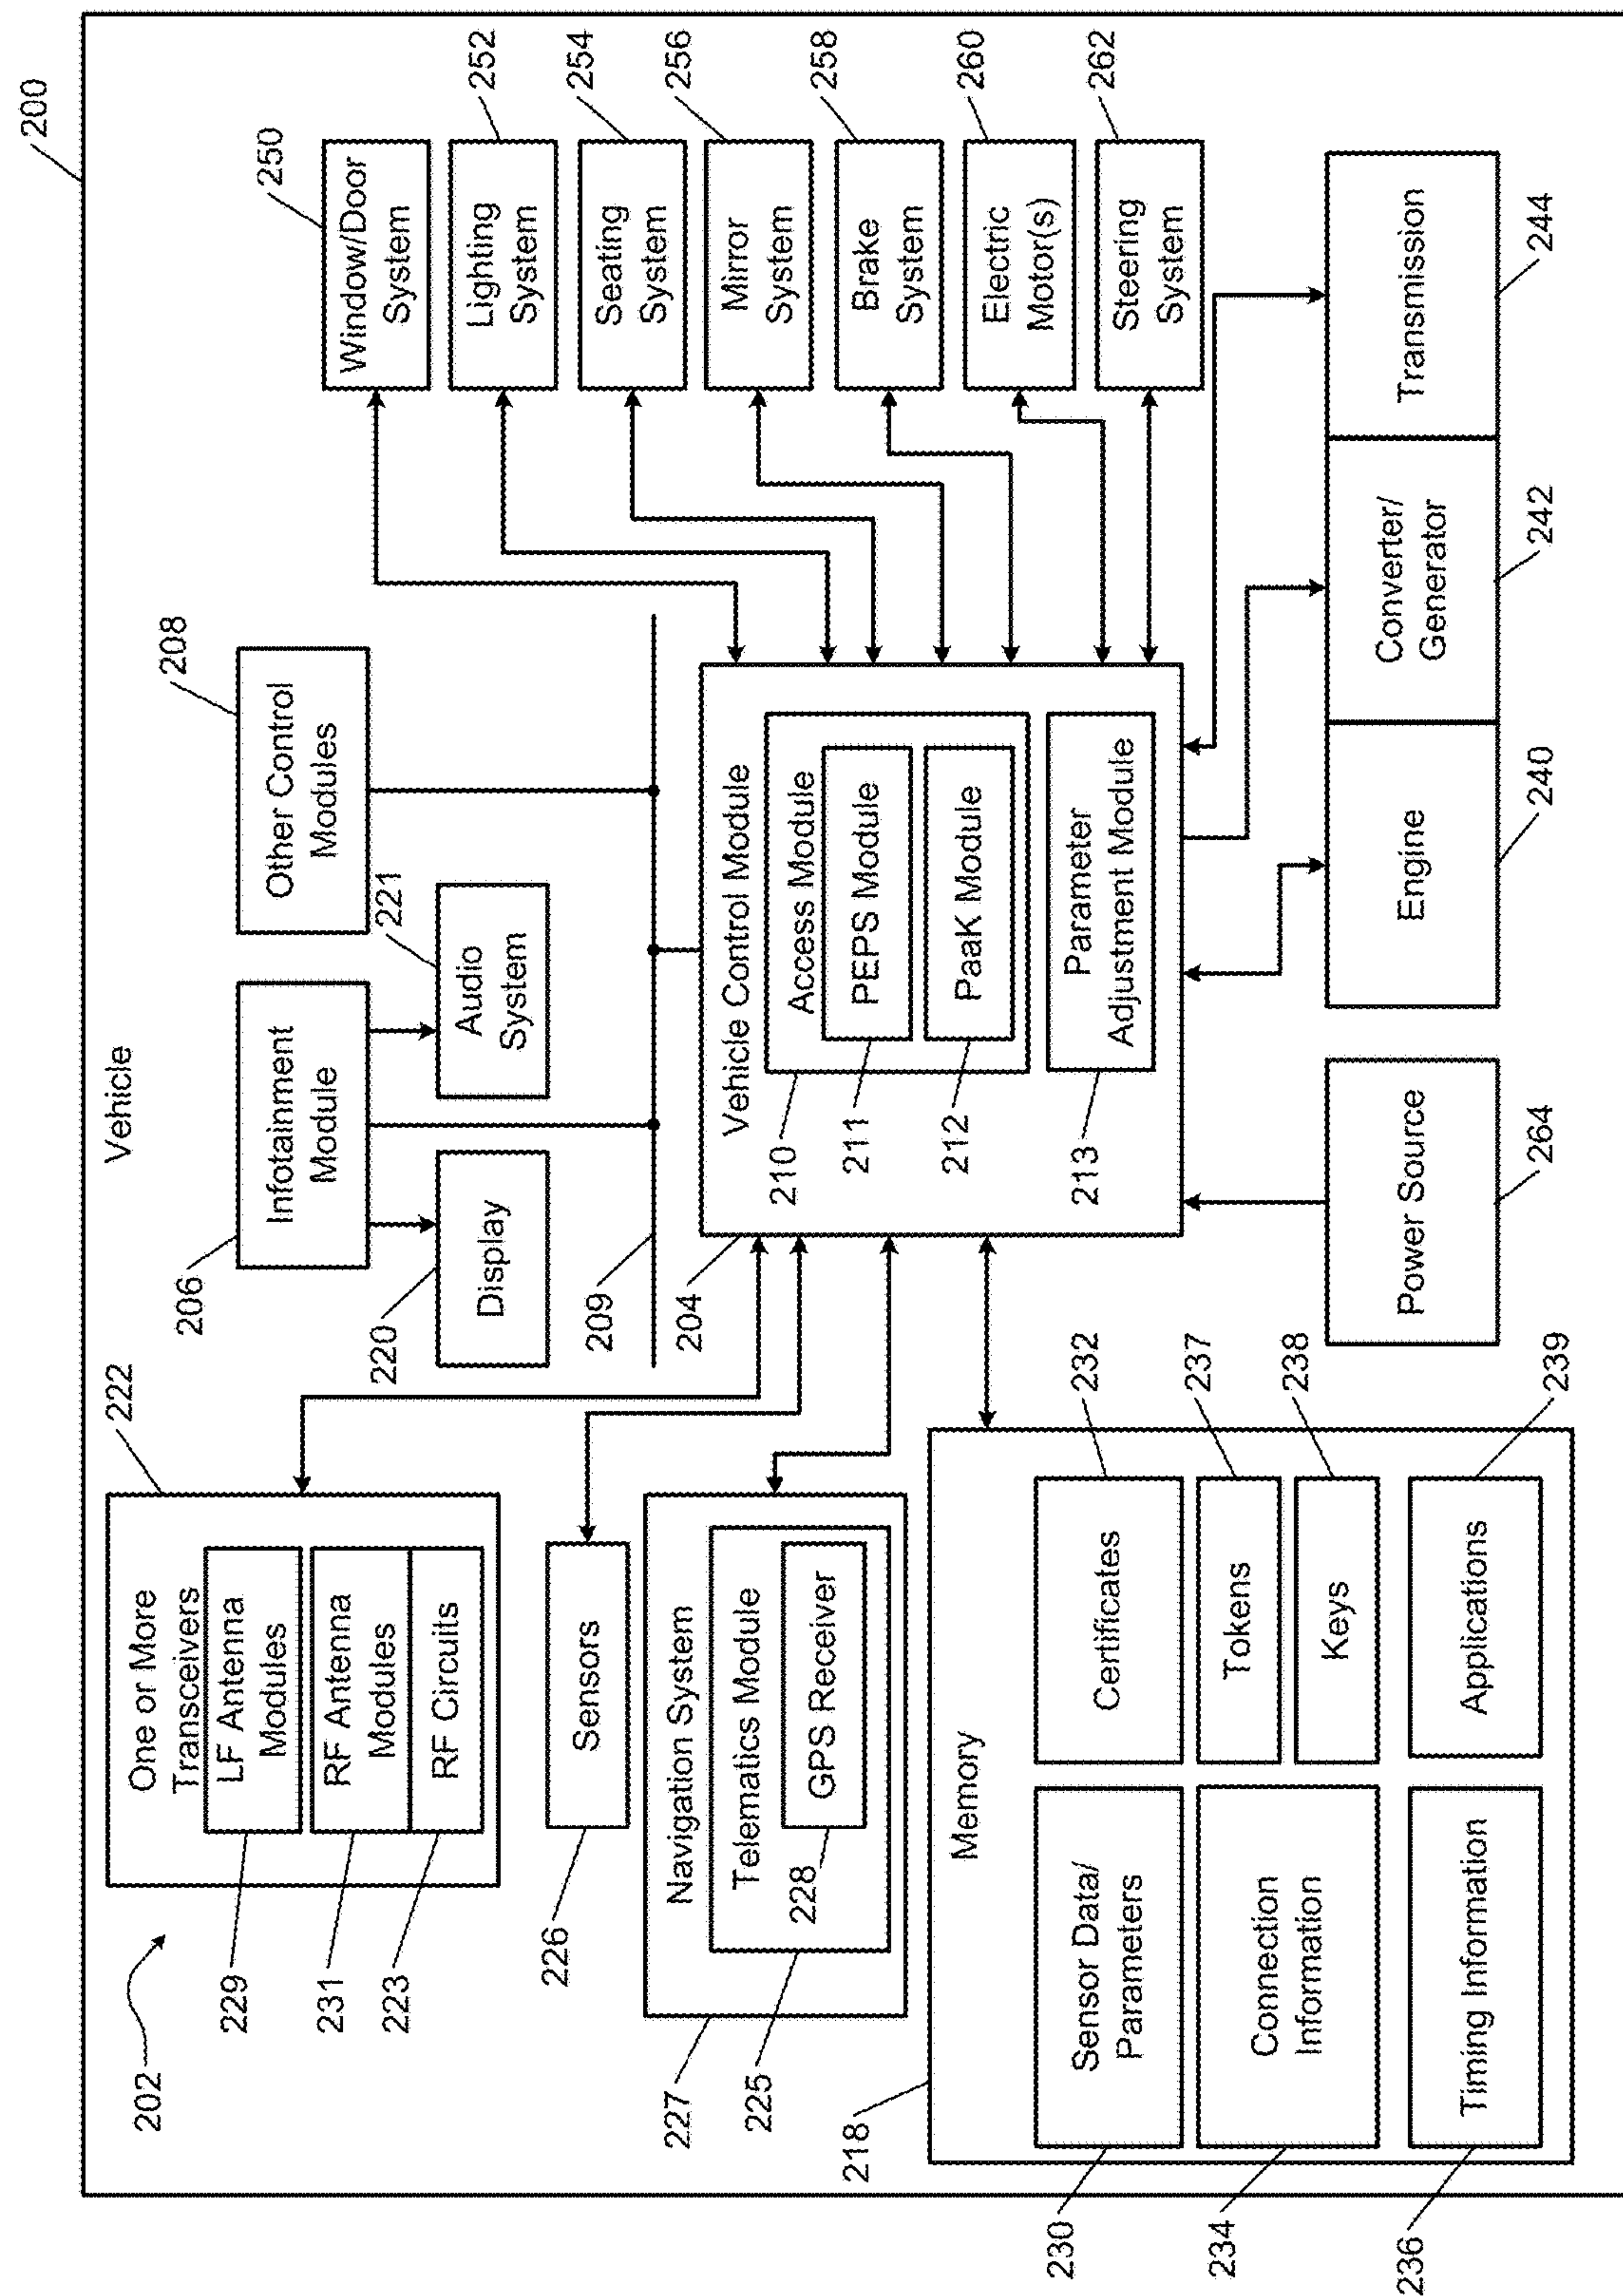 200
Vehicle
202
222
One or More
Transceivers
LF Antenna
Modules
RF Antenna
Modules
RF Circuits
229
231
223
206
Infotainment
Module
208
Other Control
Modules
220
Display
221
Audio
System
209
204
250
Window/Door
System
252
Lighting
System
254
Seating
System
256
Mirror
System
258
Brake
System
260
Electric
Motor(s)
262
Steering
System
226
Sensors
227
Navigation System
225
Telematics Module
228
GPS Receiver
Vehicle Control Module
210
Access Module
211
PEPS Module
212
PaaK Module
213
Parameter
Adjustment Module
218
Memory
230
Sensor Data/
Parameters
232
Certificates
234
Connection
Information
237
Tokens
238
Keys
236
Timing Information
239
Applications
Power Source
264
Engine
240
Converter/
Generator
242
Transmission
244